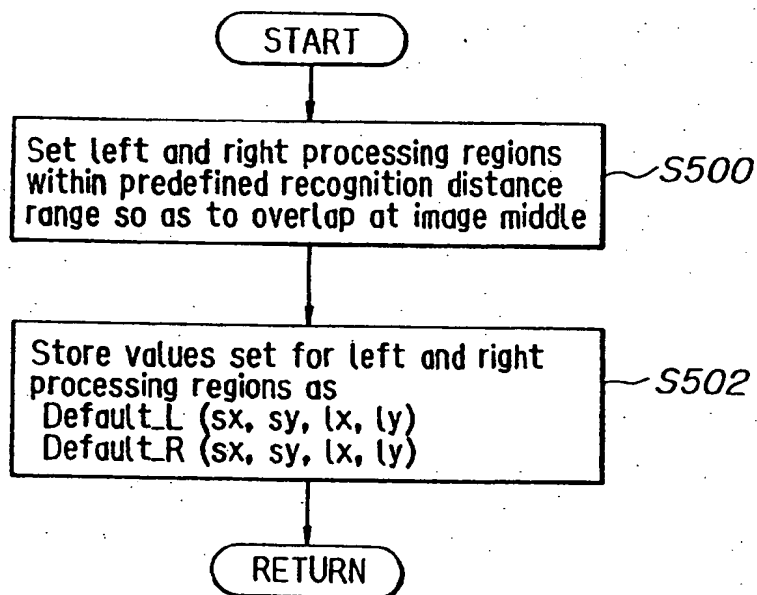 START
Set left and right processing regions
within predefined recognition distance
range so as to overlap at image middle
S500
Store values set for left and right
processing regions as
Default_L (sx, sy, lx, ly)
Default_R (sx, sy, lx, ly)
S502
RETURN